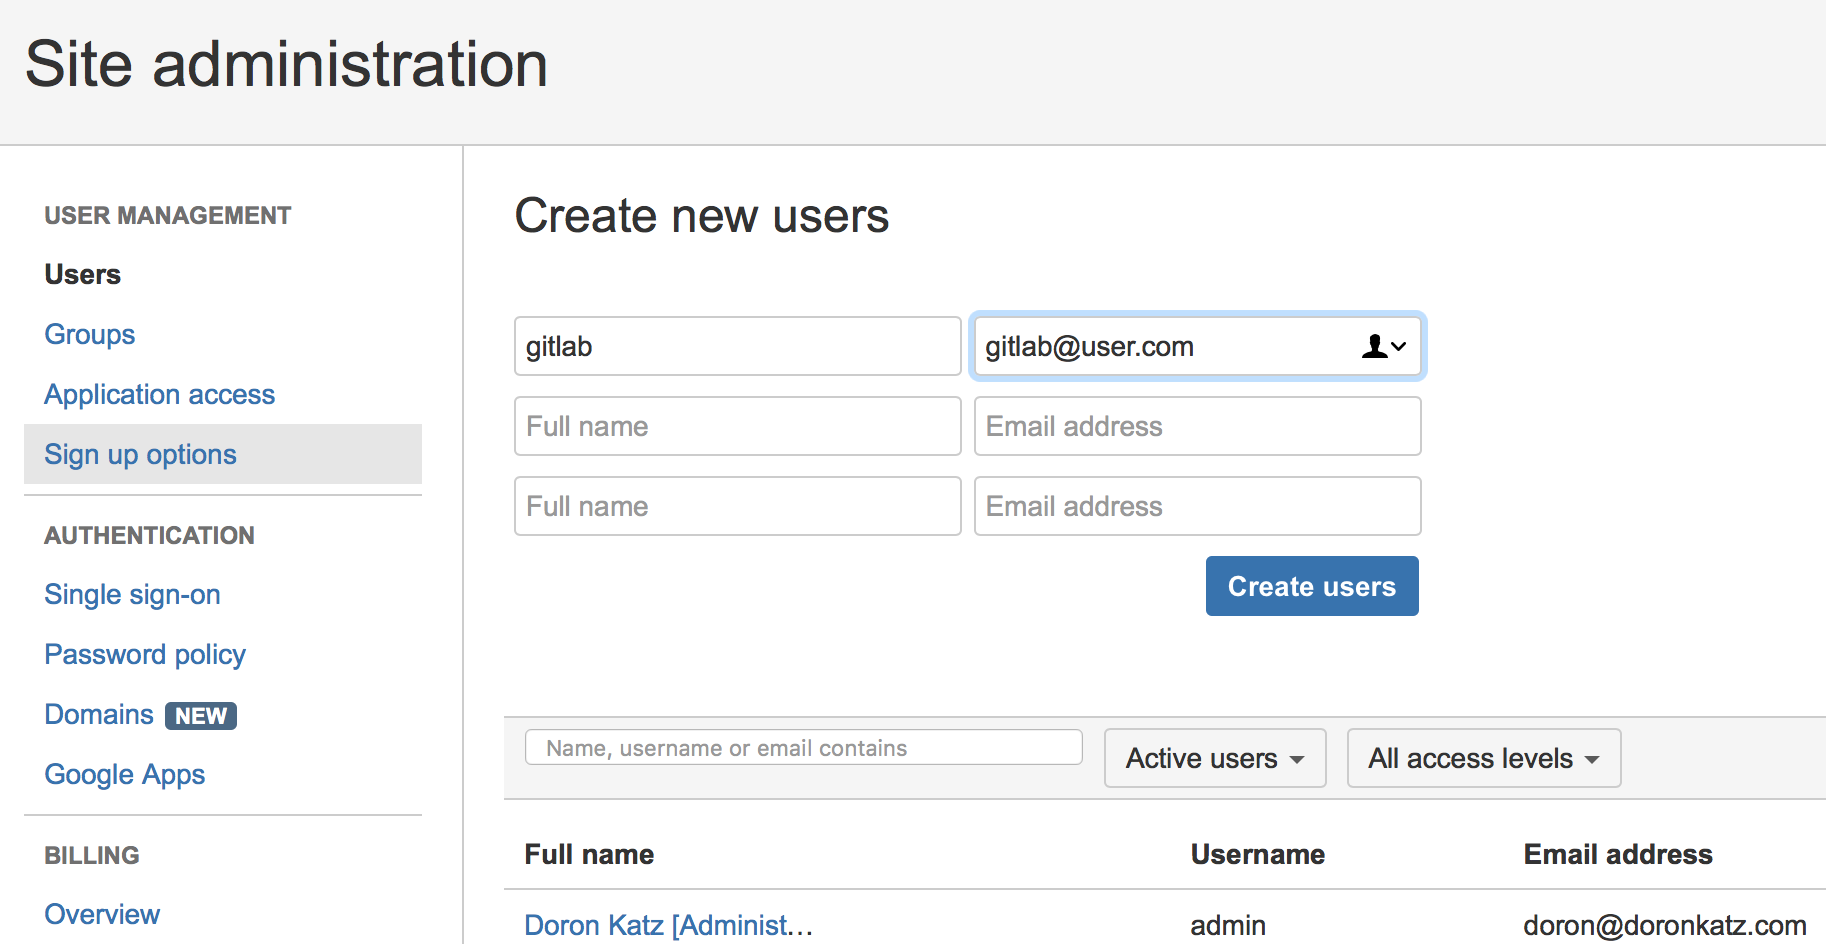 Site administration
USER MANAGEMENT
Users
Groups
Application access
Sign up options
AUTHENTICATION
Single sign-on
Password policy
Domains NEW
Google Apps
BILLING
Overview
Create new users
gitlab gitlab@user.com
Full name Email address
Full name Email address
Create users
Name, username or email contains Active users All access levels
Full name Username Email address
Doron Katz [Administ... admin doron@doronkatz.com